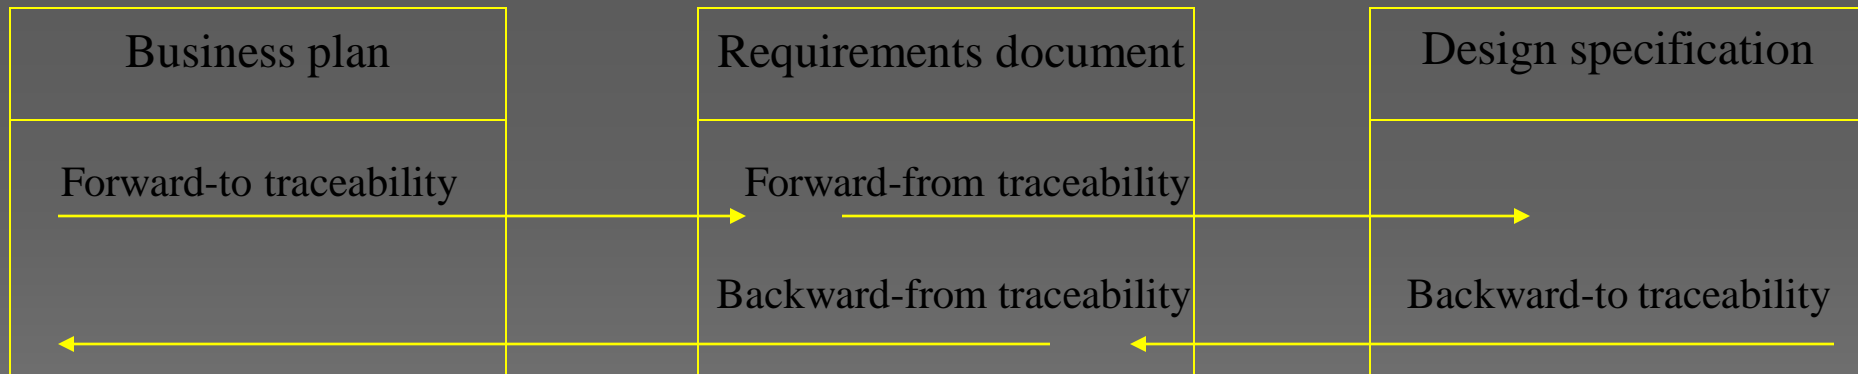 Business plan
Requirements document
Design specification
Forward-to traceability
Forward-from traceability
Backward-from traceability
Backward-to traceability